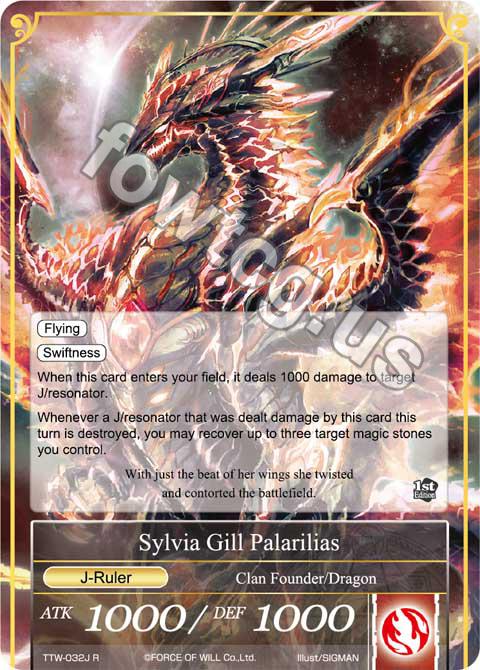 Flying
Swiftness
When this card enters your field, it deals 1000 damage to target
J/resonator.
Whenever a J/resonator that was dealt damage by this card this
turn is destroyed, you may recover up to three target magic stones
you control.
With just the beat of her wings she twisted
and contorted the battlefield.
1st
Edition
Sylvia Gill Palarilias
J-Ruler
Clan Founder/Dragon
ATK 1000 / DEF 1000
TTW-032J R ©FORCE OF WILL Co.,Ltd. Illust/SIGMAN
fowtcg.us